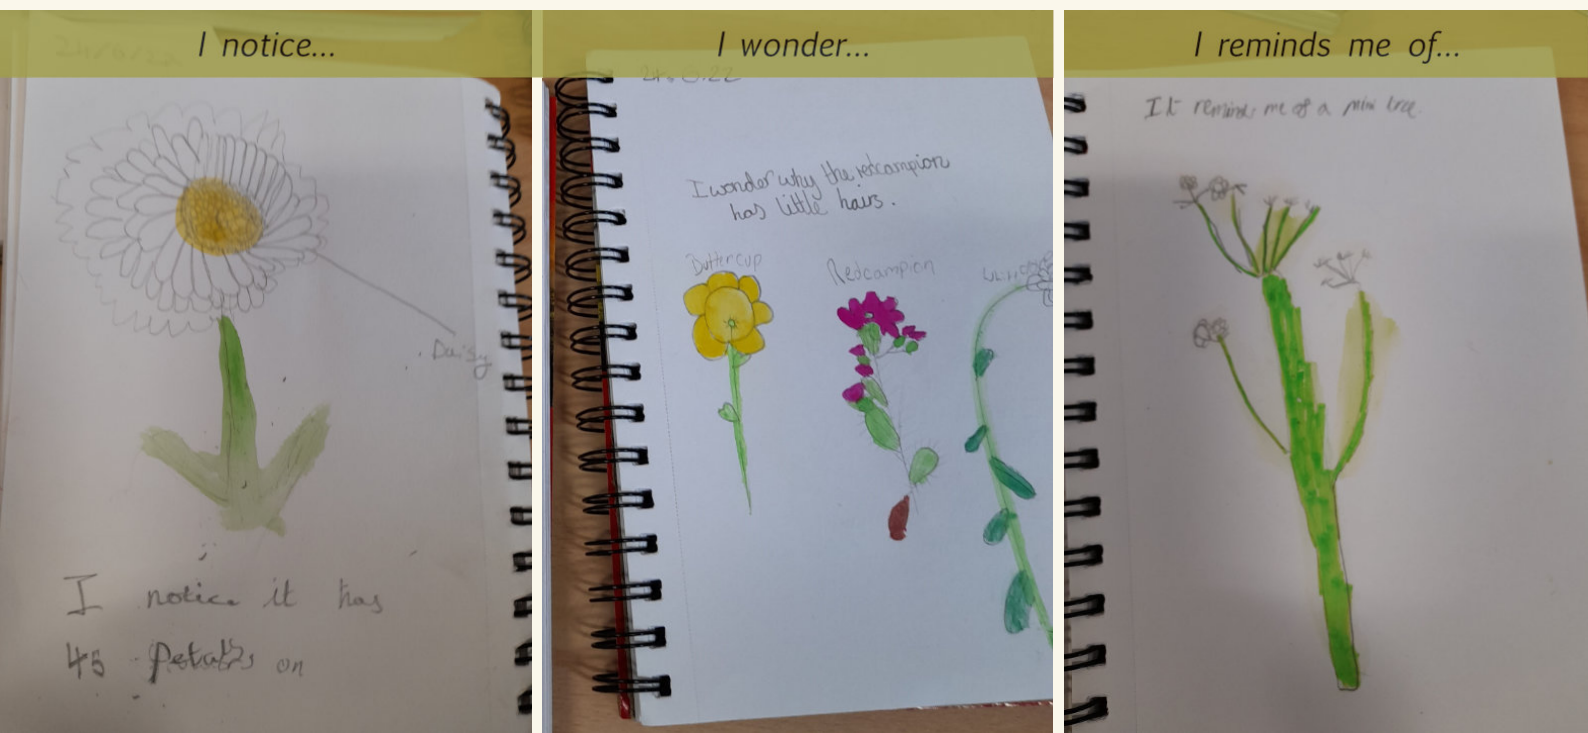 I notice...
Daisy
I notice it has
45 Petals on
I wonder...
I wonder why the redcampion
has little hairs.
Buttercup
Redcampion
I reminds me of...
It reminds me of a mini tree.